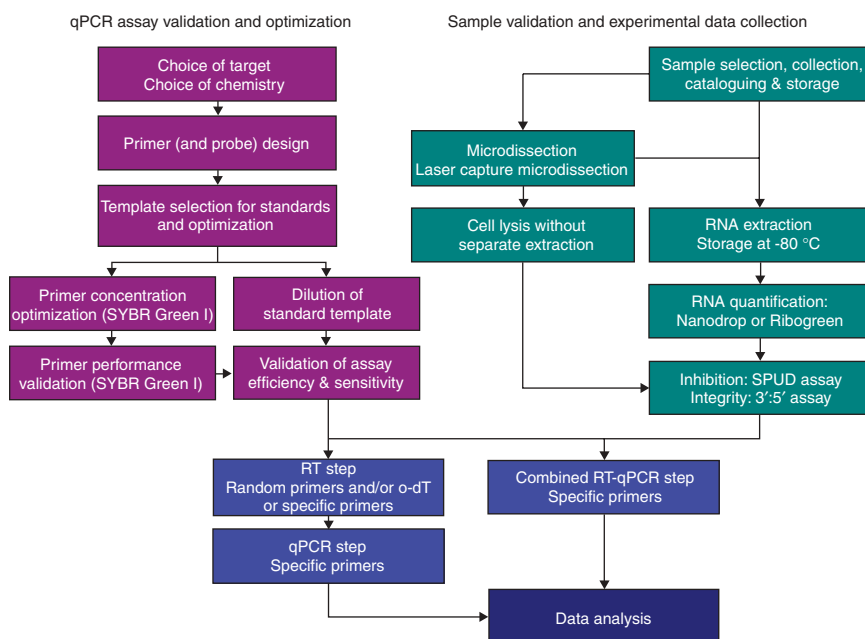 qPCR assay validation and optimization
Sample validation and experimental data collection
Choice of target
Choice of chemistry
Primer (and probe) design
Template selection for standards
and optimization
Primer concentration
optimization (SYBR Green I)
Dilution of
standard template
Primer performance
validation (SYBR Green I)
Validation of assay
efficiency & sensitivity
Sample selection, collection,
cataloguing & storage
Microdissection
Laser capture microdissection
Cell lysis without
separate extraction
RNA extraction
Storage at -80 °C
RNA quantification:
Nanodrop or Ribogreen
Inhibition: SPUD assay
Integrity: 3′:5′ assay
RT step
Random primers and/or o-dT
or specific primers
Combined RT-qPCR step
Specific primers
qPCR step
Specific primers
Data analysis